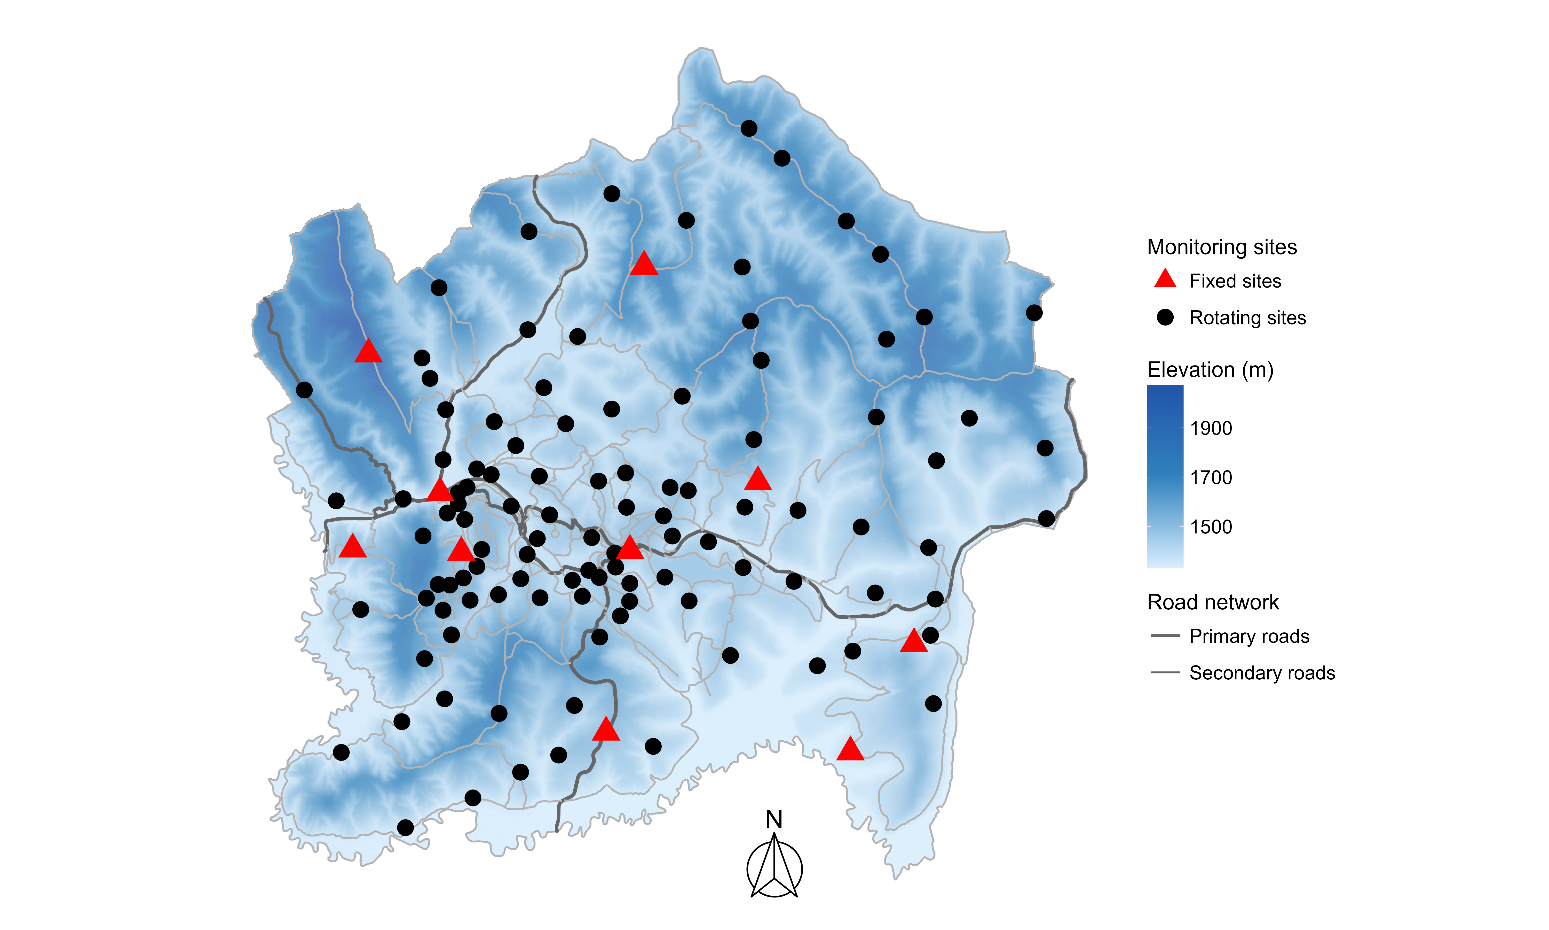 Monitoring sites
Fixed sites
Rotating sites
Elevation (m)
1900
1700
1500
Road network
Primary roads
Secondary roads
N